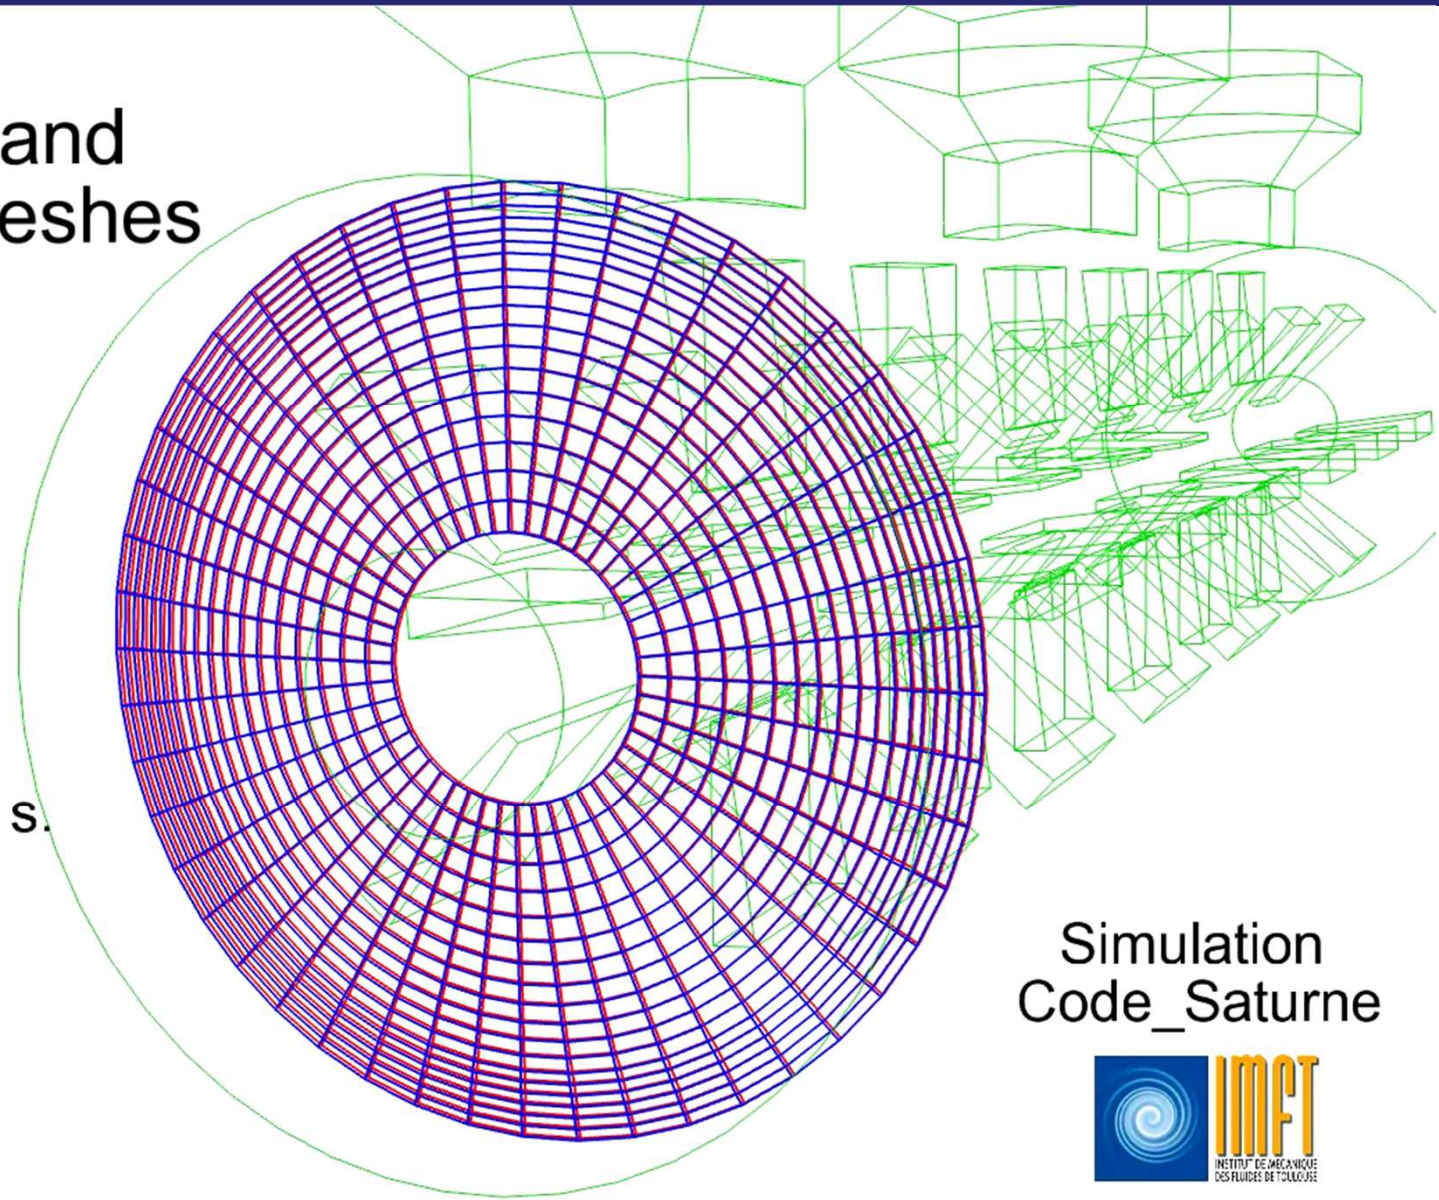 and
eshes
s.
Simulation
Code_Saturne
IMFT
INSTITUT DE MECANIQUE
DES FLUIDES DE TOULOUSE